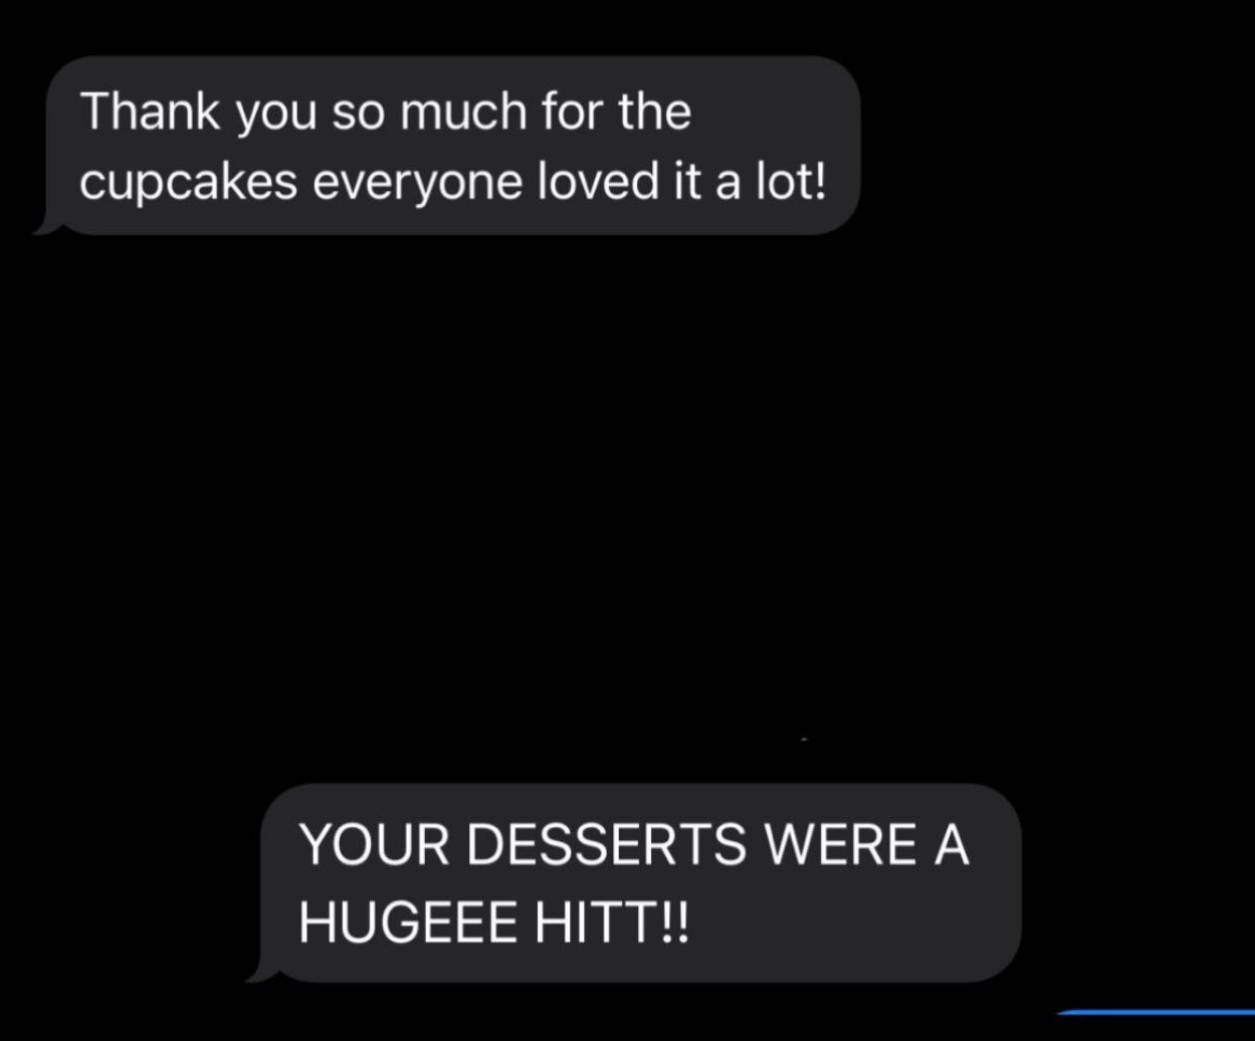 Thank you so much for the
cupcakes everyone loved it a lot!
YOUR DESSERTS WERE A
HUGEEE HITT!!